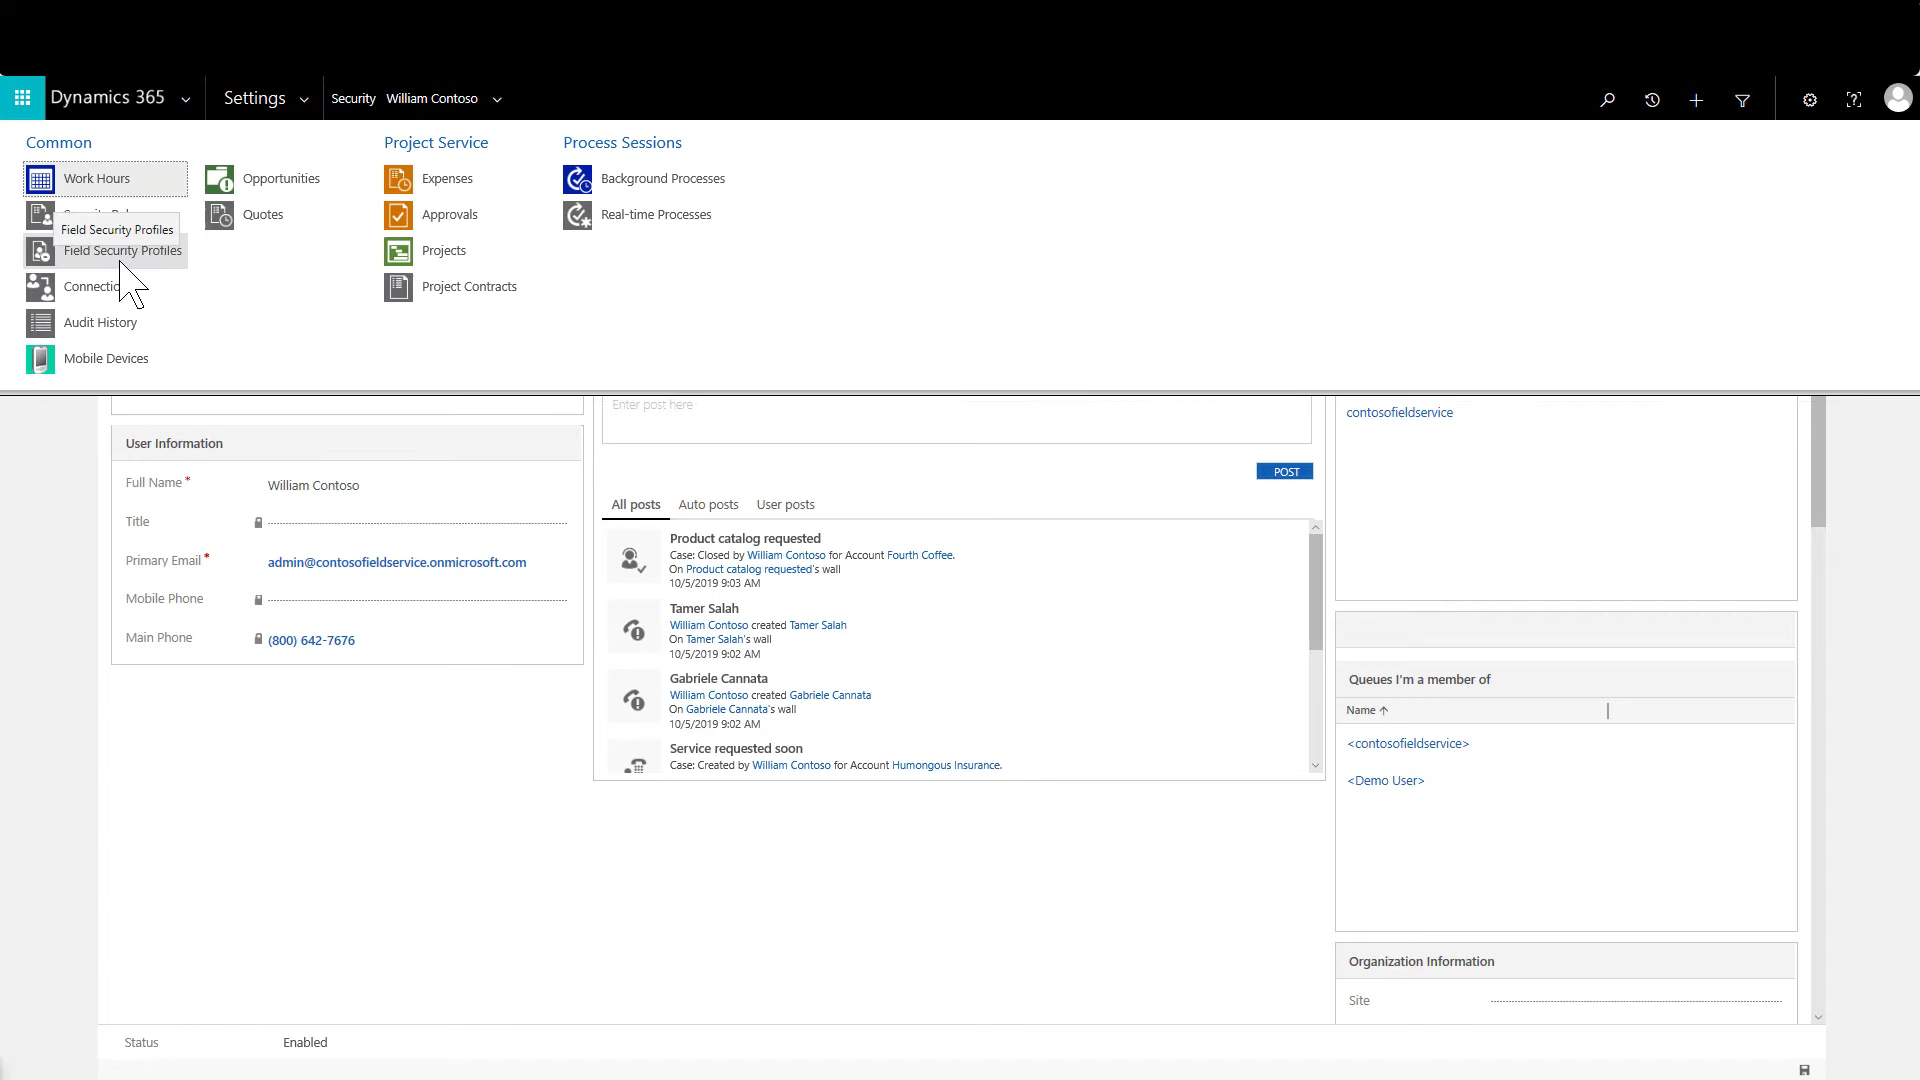 Dynamics 365
Settings
Security William Contoso
Common
Work Hours
Field Security Profiles
Field Security Profiles
Audit History
Mobile Devices
Opportunities
Quotes
Project Service
Expenses
Approvals
Projects
Project Contracts
Process Sessions
Background Processes
Real-time Processes
User Information
Full Name * William Contoso
Title
Primary Email * admin@contosofieldservice.onmicrosoft.com
Mobile Phone
Main Phone (800) 642-7676
Enter post here
POST
All posts Auto posts User posts
Product catalog requested
Case: Closed by William Contoso for Account Fourth Coffee.
On Product catalog requested's wall
10/5/2019 9:03 AM
Tamer Salah
William Contoso created Tamer Salah
On Tamer Salah's wall
10/5/2019 9:02 AM
Gabriele Cannata
William Contoso created Gabriele Cannata
On Gabriele Cannata's wall
10/5/2019 9:02 AM
Service requested soon
Case: Created by William Contoso for Account Humongous Insurance.
contosofieldservice
Queues I'm a member of
Name
<contosofieldservice>
<Demo User>
Organization Information
Site
Status Enabled